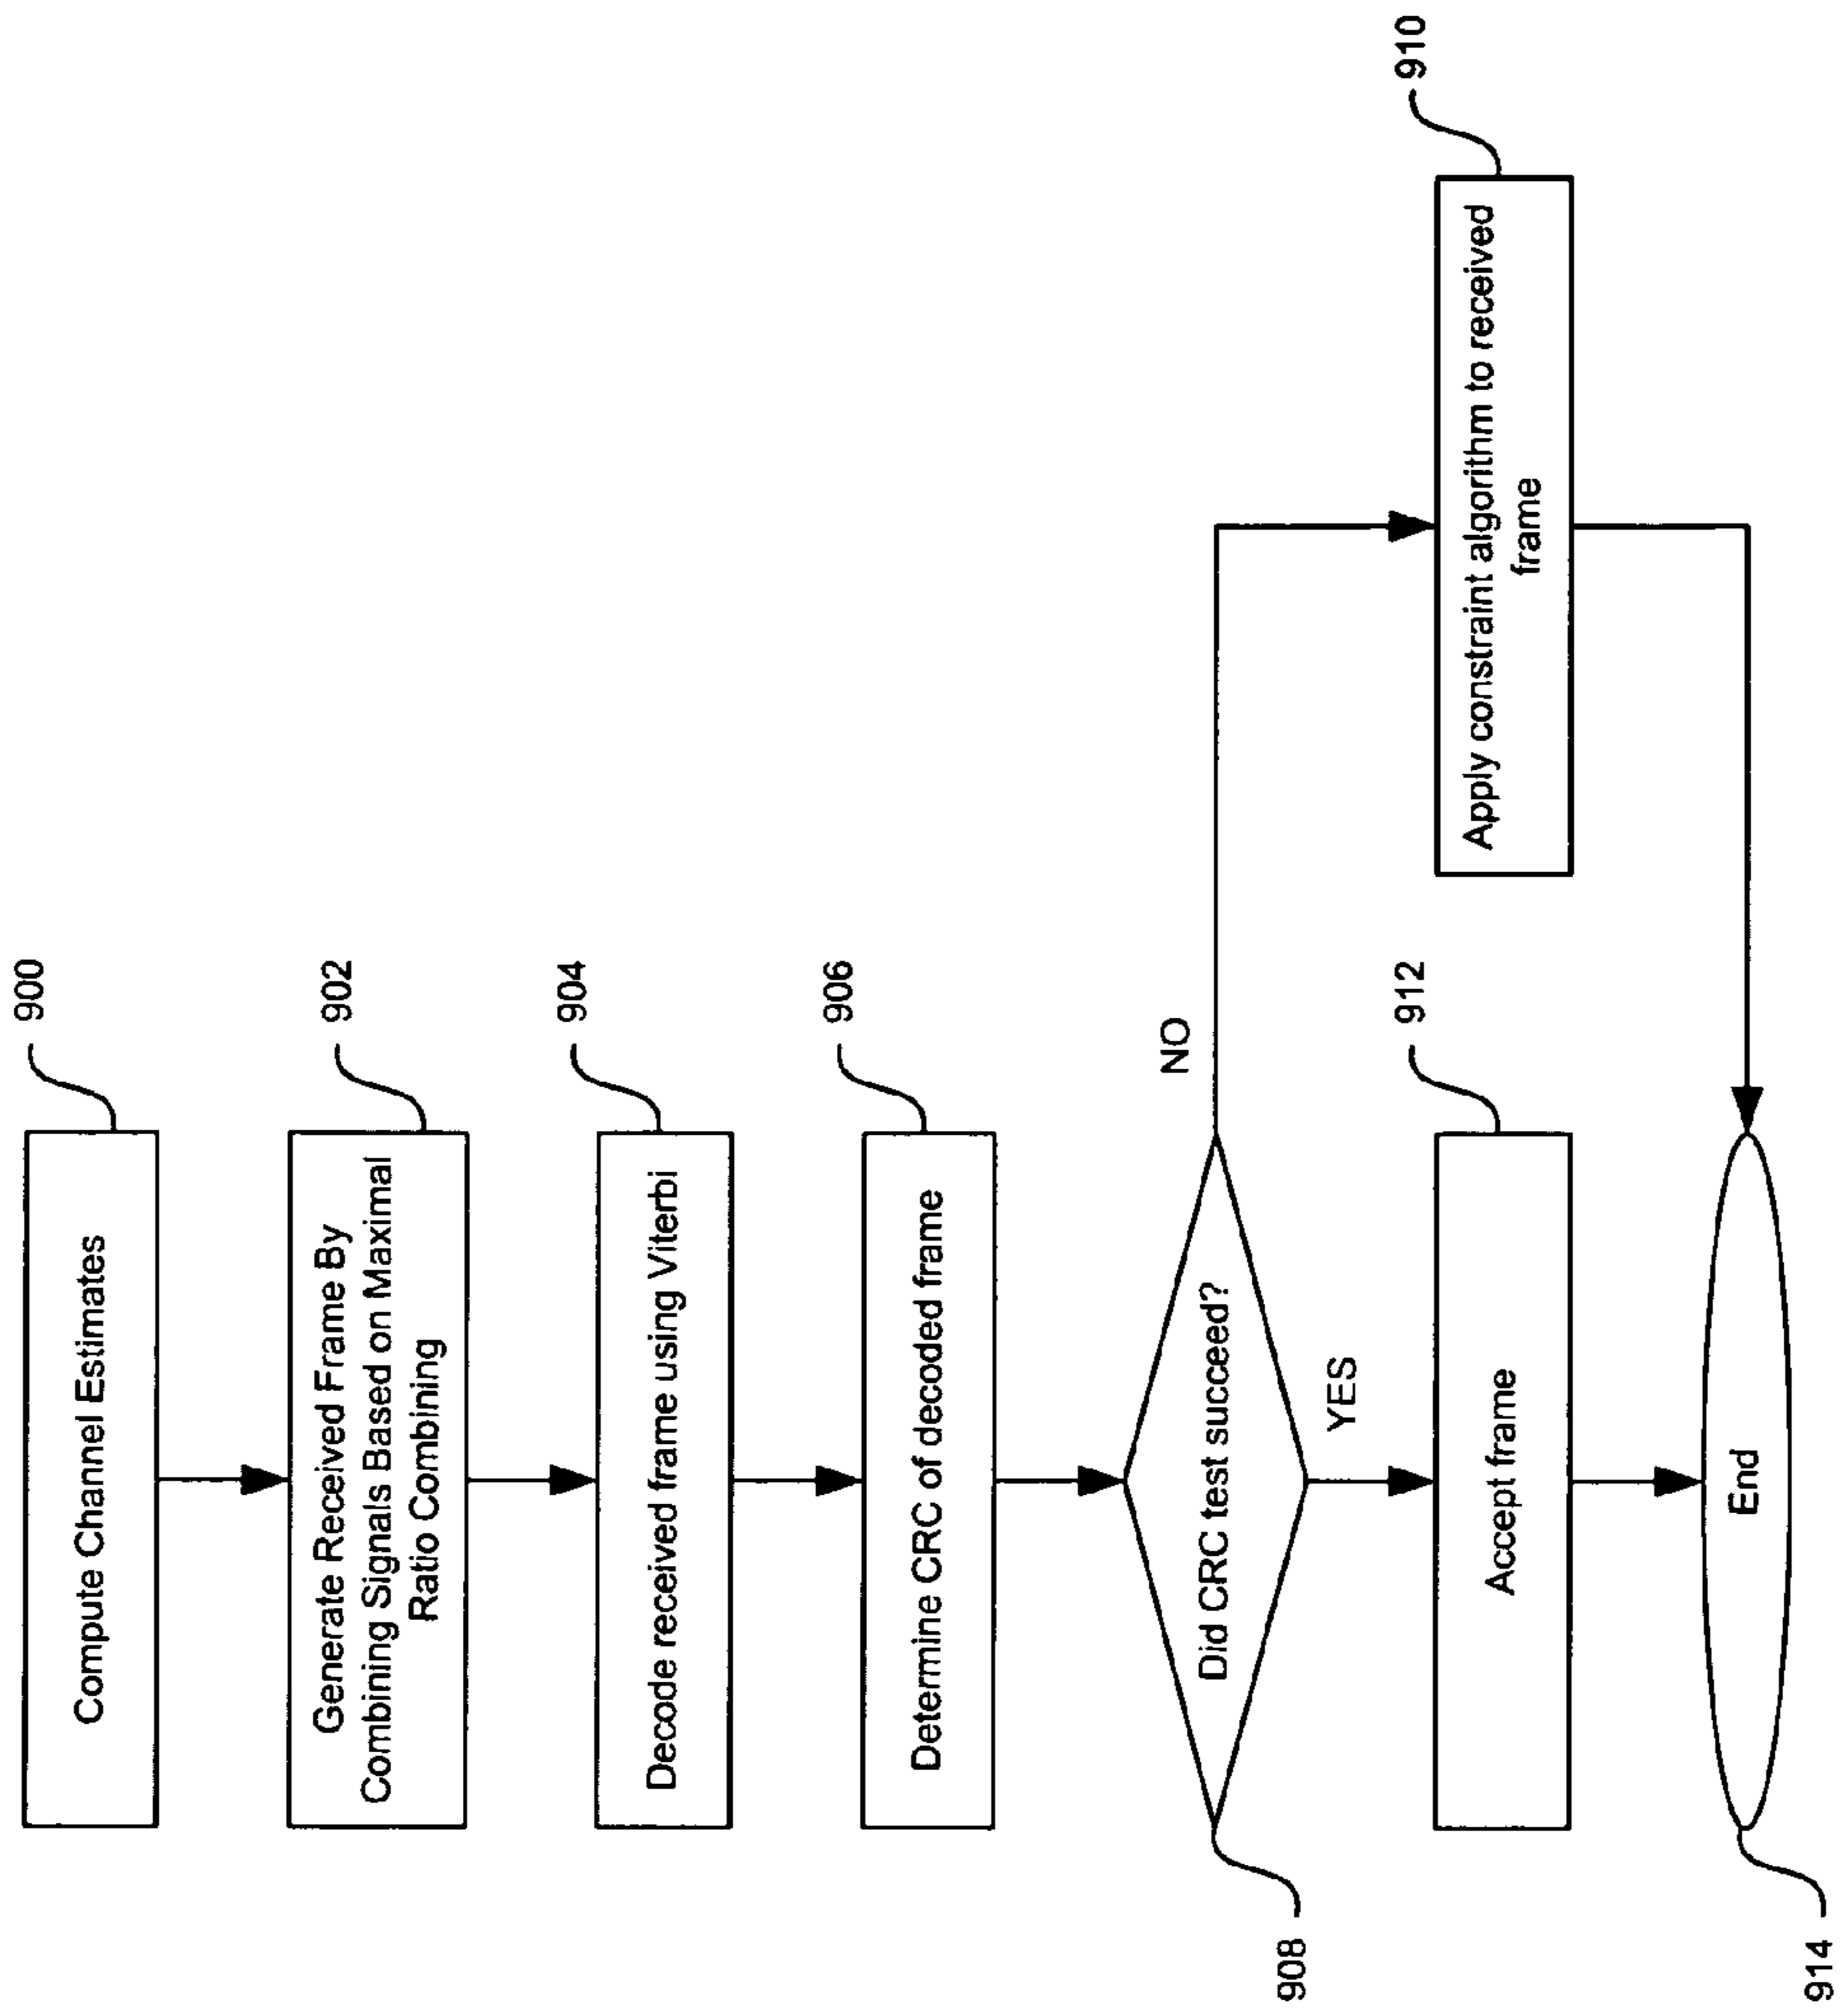 900
Compute Channel Estimates
902
Generate Received Frame By
Combining Signals Based on Maximal
Ratio Combining
904
Decode received frame using Viterbi
906
Determine CRC of decoded frame
908
Did CRC test succeed?
NO
YES
910
Apply constraint algorithm to received
frame
912
Accept frame
End
914